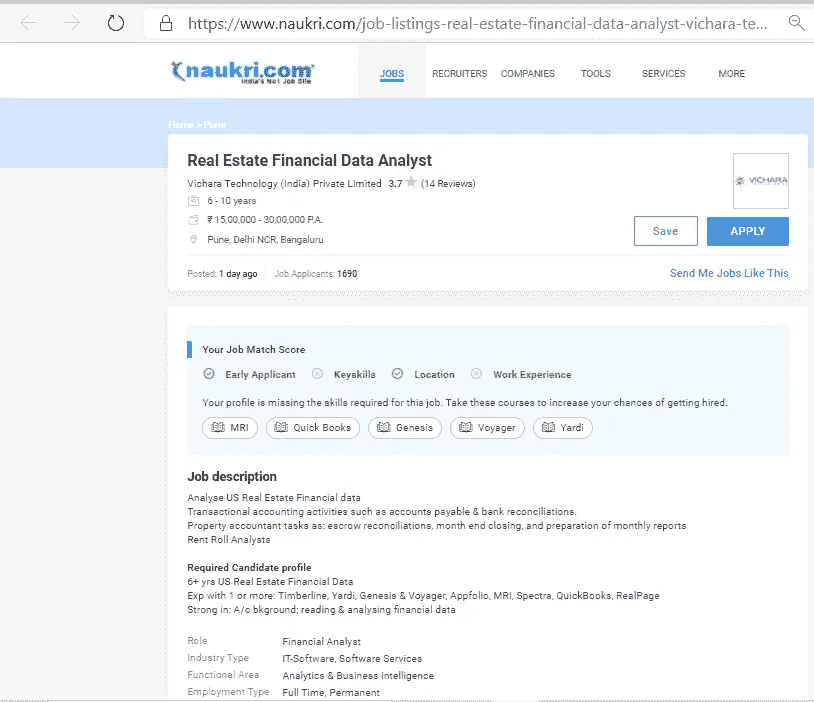 https://www.naukri.com/job-listings-real-estate-financial-data-analyst-vichara-te...
naukri.com
India's No1 Job Site
JOBS RECRUITERS COMPANIES TOOLS SERVICES MORE
Home > Pune
Real Estate Financial Data Analyst
Vichara Technology (India) Private Limited 3.7 (14 Reviews)
VICHARA
6 - 10 years
₹ 15,00,000 - 30,00,000 P.A.
Pune, Delhi NCR, Bengaluru
Save APPLY
Posted: 1 day ago Job Applicants: 1690 Send Me Jobs Like This
Your Job Match Score
Early Applicant Keyskills Location Work Experience
Your profile is missing the skills required for this job. Take these courses to increase your chances of getting hired.
MRI Quick Books Genesis Voyager Yardi
Job description
Analyse US Real Estate Financial data
Transactional accounting activities such as accounts payable & bank reconciliations.
Property accountant tasks as: escrow reconciliations, month end closing, and preparation of monthly reports
Rent Roll Analysts
Required Candidate profile
6+ yrs US Real Estate Financial Data
Exp with 1 or more: Timberline, Yardi, Genesis & Voyager, Appfolio, MRI, Spectra, QuickBooks, RealPage
Strong in: A/c bkground; reading & analysing financial data
Role Financial Analyst
Industry Type IT-Software, Software Services
Functional Area Analytics & Business Intelligence
Employment Type Full Time, Permanent